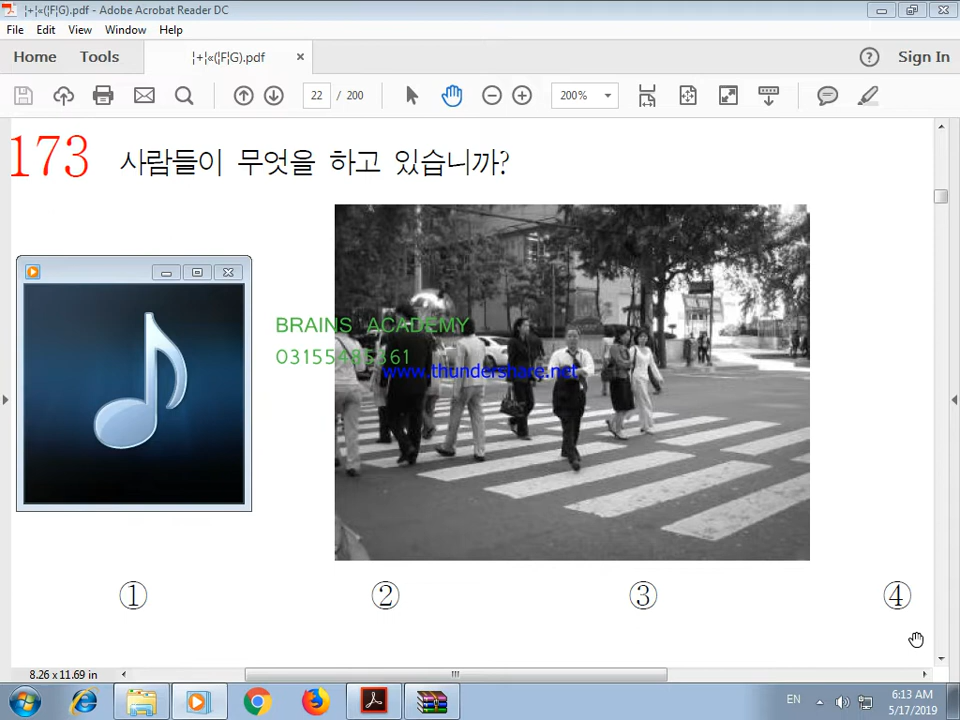 ¦+¦«(¦F¦G).pdf - Adobe Acrobat Reader DC
File Edit View Window Help
Home Tools ¦+¦«(¦F¦G).pdf × ? Sign In
22 / 200 200%
173 사람들이 무엇을 하고 있습니까?
BRAINS ACADEMY
03155485361
www.thundershare.net
① ② ③ ④
8.26 x 11.69 in
EN 6:13 AM
5/17/2019